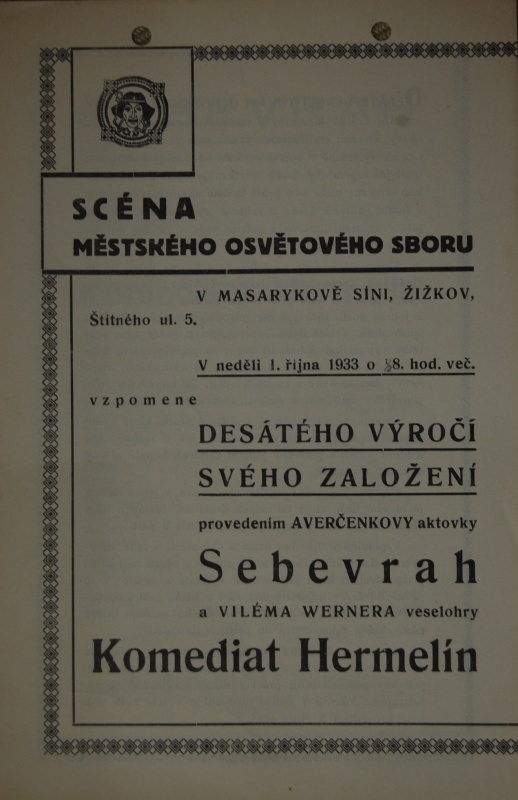 SCÉNA
MĚSTSKÉHO OSVĚTOVÉHO SBORU
V MASARYKOVĚ SÍNI, ŽIŽKOV,
Štítného ul. 5.
V neděli 1. října 1933 o ½8. hod. več.
vzpomene
DESÁTÉHO VÝROČÍ
SVÉHO ZALOŽENÍ
provedením AVERČENKOVY aktovky
Sebevrah
a VILÉMA WERNERA veselohry
Komediat Hermelín